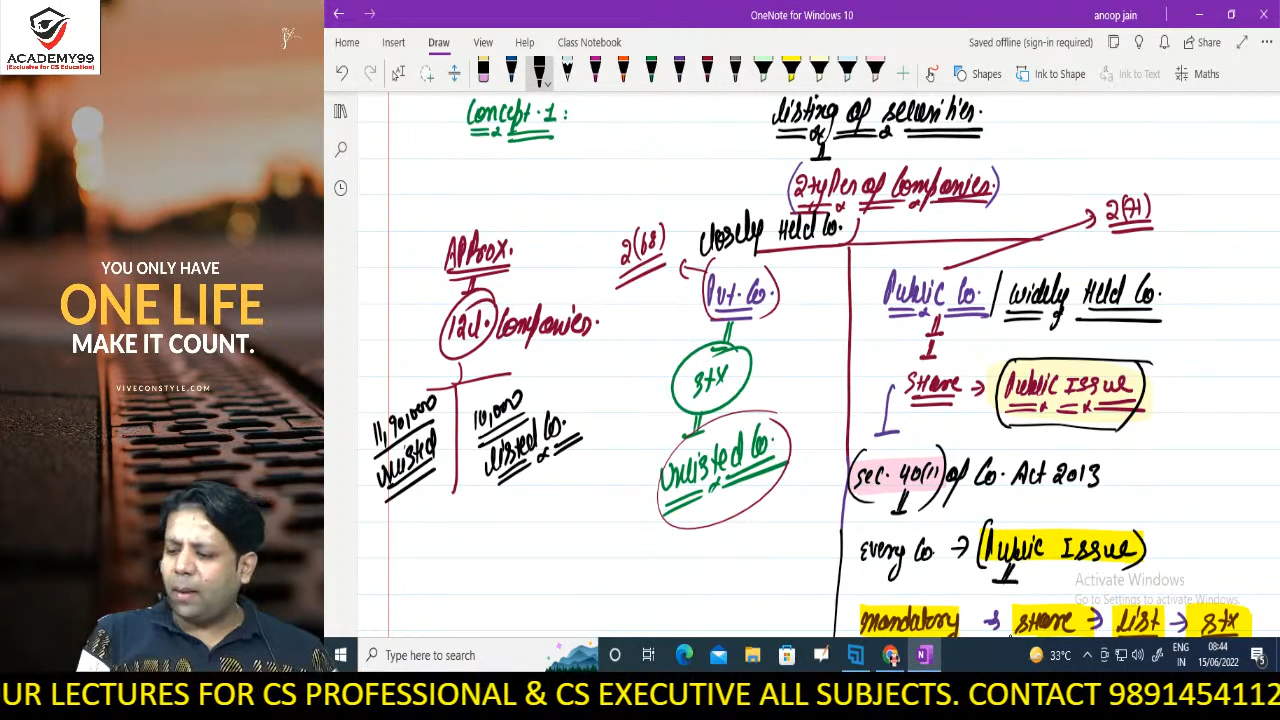 ACADEMY99
(Exclusive for CS Education)
YOU ONLY HAVE
ONE LIFE
MAKE IT COUNT.
VIVECONSTYLE.COM
OneNote for Windows 10
anoop jain
Home Insert Draw View Help Class Notebook
Saved offline (sign-in required)
Share
Shapes
Ink to Shape
Ink to Text
Maths
Concept-1:
Listing of securities.
(2 types of Companies)
Closely Held Co.
2(68)
2(71)
Approx.
12 L. Companies.
11,90,000
Unlisted
10,000
Listed Co.
(Pvt. Co.)
stx
Unlisted Co.
Public Co. / Widely Held Co.
Share → (Public Issue)
(Sec. 40(1)) of Co. Act 2013
Every Co → (Public Issue)
Mandatory → Share → List → stx
Activate Windows
Go to Settings to activate Windows.
Type here to search
33°C
ENG
IN
08:44
15/06/2022
5
UR LECTURES FOR CS PROFESSIONAL & CS EXECUTIVE ALL SUBJECTS. CONTACT 9891454112